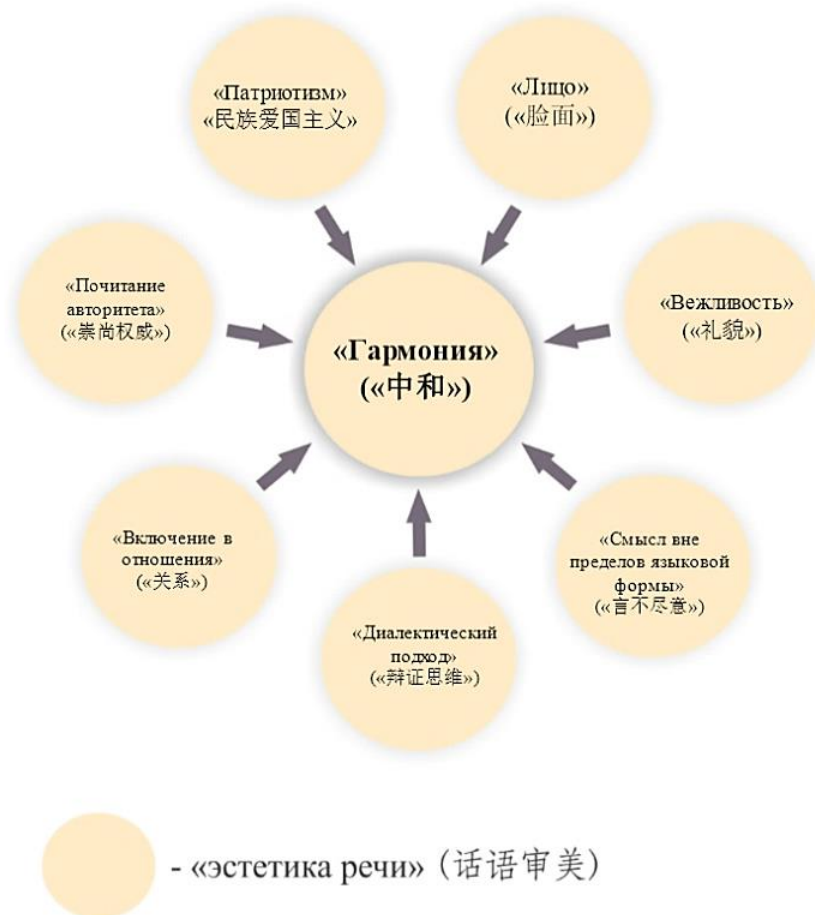 «Патриотизм»
«民族爱国主义»
«Лицо»
(«脸面»)
«Почитание
авторитета»
(«崇尚权威»)
«Вежливость»
(«礼貌»)
«Гармония»
(«中和»)
«Включение в
отношения»
(«关系»)
«Смысл вне
пределов языковой
формы»
(«言不尽意»)
«Диалектический
подход»
(«辩证思维»)
- «эстетика речи» (话语审美)